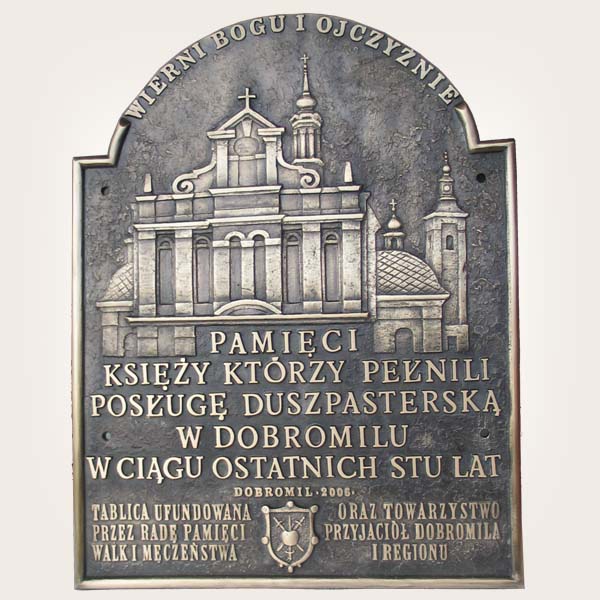 WIERNI BOGU I OJCZYŹNIE
PAMIĘCI
KSIĘŻY KTÓRZY PEŁNILI
POSŁUGĘ DUSZPASTERSKĄ
W DOBROMILU
W CIĄGU OSTATNICH STU LAT
DOBROMIL · 2006 ·
TABLICA UFUNDOWANA
PRZEZ RADĘ PAMIĘCI
WALK I MĘCZEŃSTWA
ORAZ TOWARZYSTWO
PRZYJACIÓŁ DOBROMILA
I REGIONU